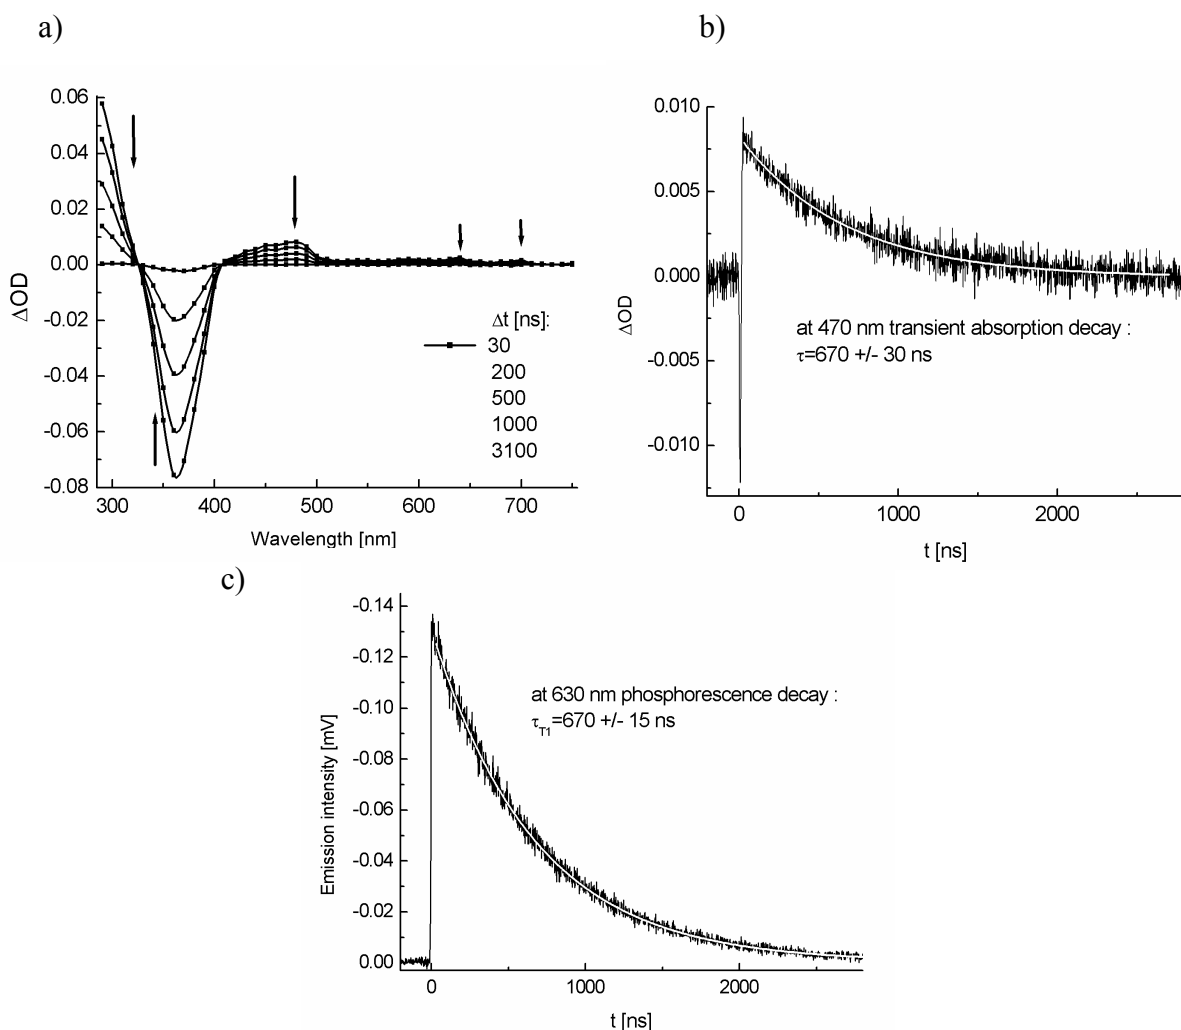 a)
0.06
0.04
0.02
0.00
-0.02
-0.04
-0.06
-0.08
ΔOD
300 400 500 600 700
Wavelength [nm]
Δt [ns]:
30
200
500
1000
3100
b)
0.010
0.005
0.000
-0.005
-0.010
ΔOD
at 470 nm transient absorption decay :
τ=670 +/- 30 ns
0 1000 2000
t [ns]
c)
-0.14
-0.12
-0.10
-0.08
-0.06
-0.04
-0.02
0.00
Emission intensity [mV]
at 630 nm phosphorescence decay :
τT1=670 +/- 15 ns
0 1000 2000
t [ns]